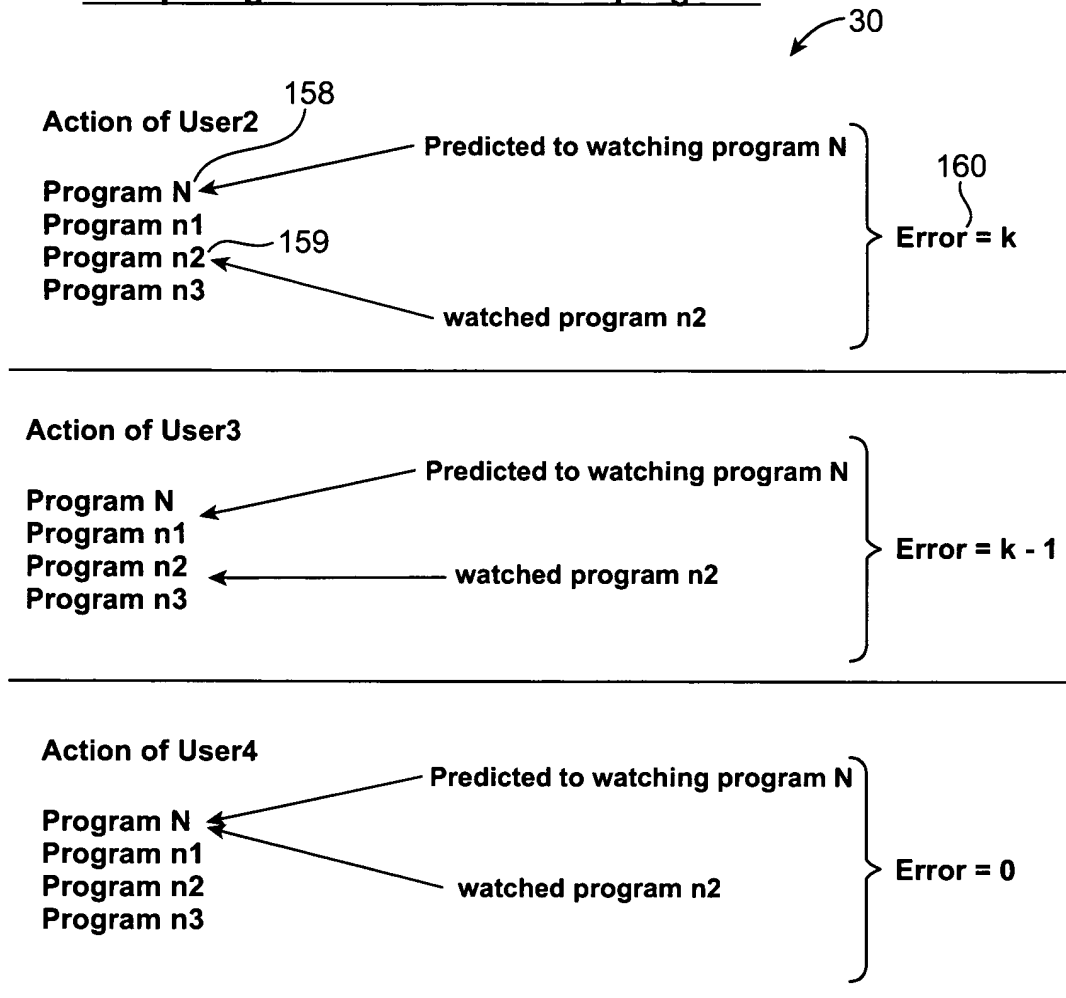 30
158
Action of User2
Predicted to watching program N
Program N
160
Program n1
Error = k
Program n2
159
Program n3
watched program n2
Action of User3
Predicted to watching program N
Program N
Program n1
Error = k - 1
Program n2
watched program n2
Program n3
Action of User4
Predicted to watching program N
Program N
Program n1
Error = 0
Program n2
watched program n2
Program n3